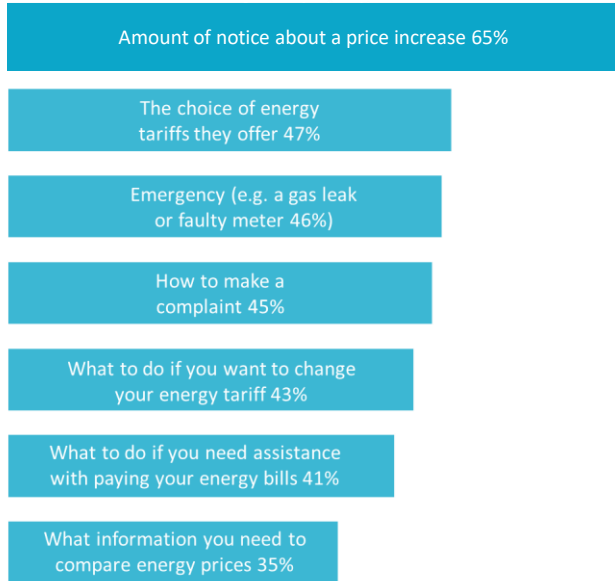 Amount of notice about a price increase 65%
The choice of energy
tariffs they offer 47%
Emergency (e.g. a gas leak
or faulty meter 46%)
How to make a
complaint 45%
What to do if you want to change
your energy tariff 43%
What to do if you need assistance
with paying your energy bills 41%
What information you need to
compare energy prices 35%